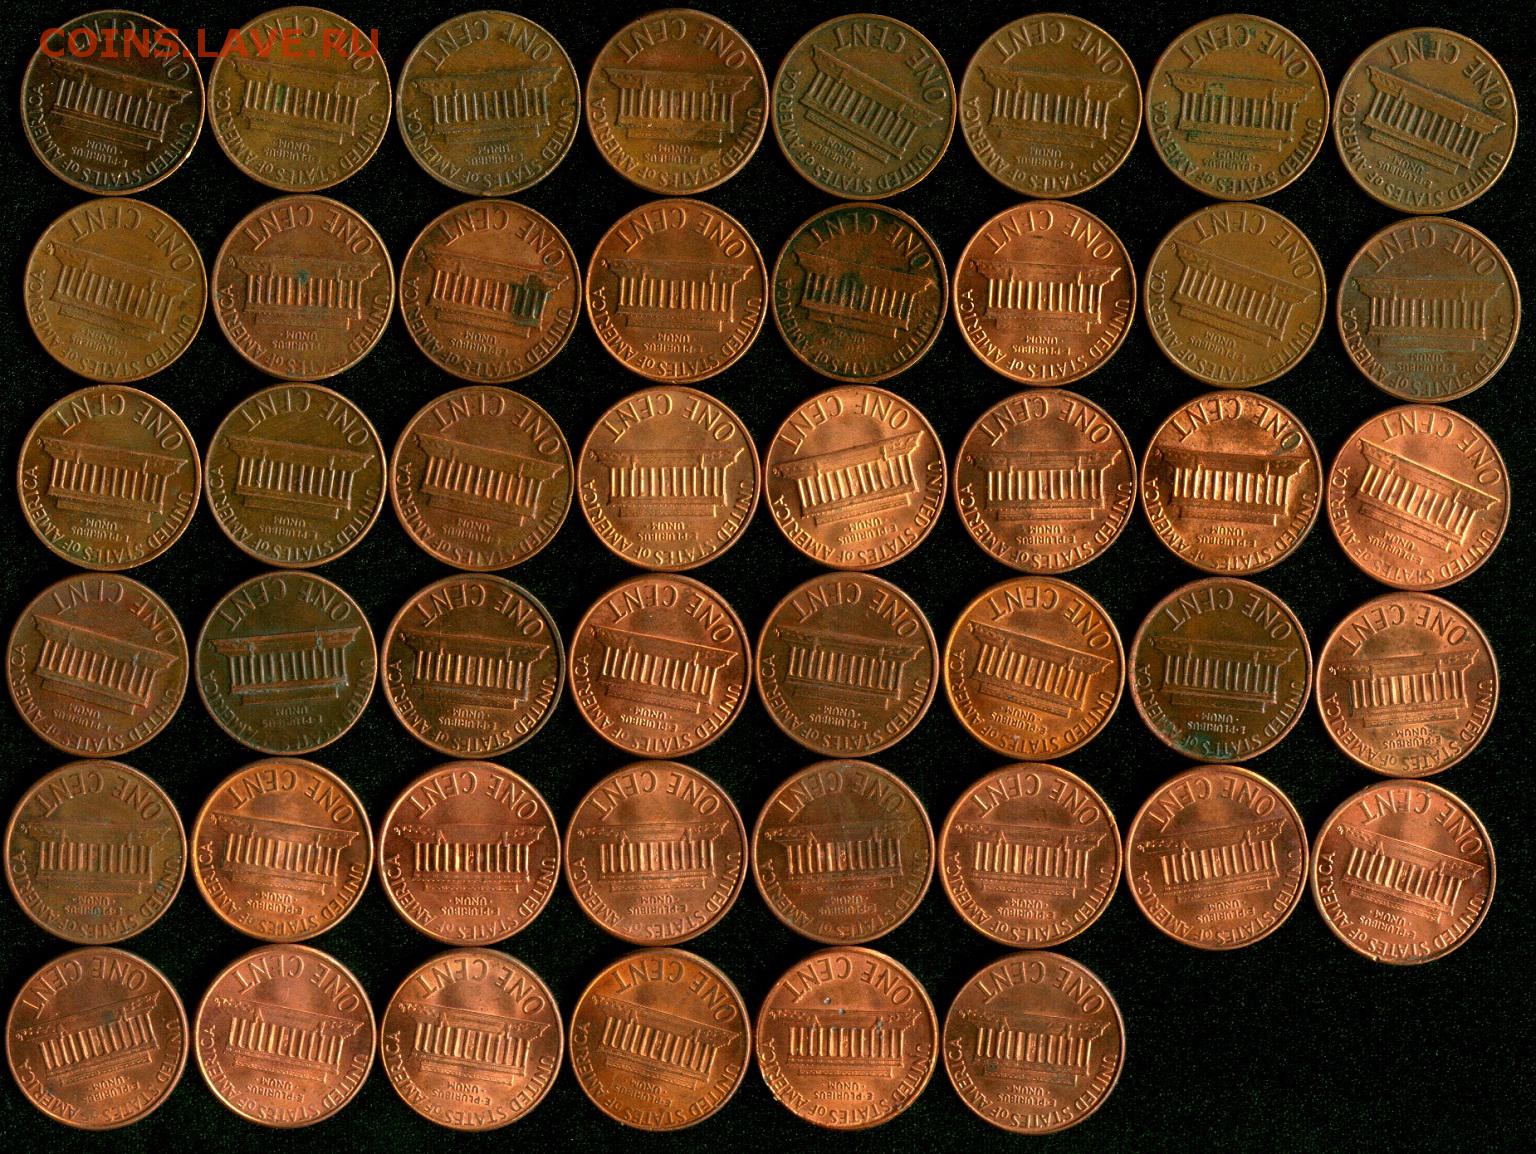 COINS.LAVE.RU
ONE CENT
E·PLURIBUS
·UNUM·
UNITED STATES of AMERICA